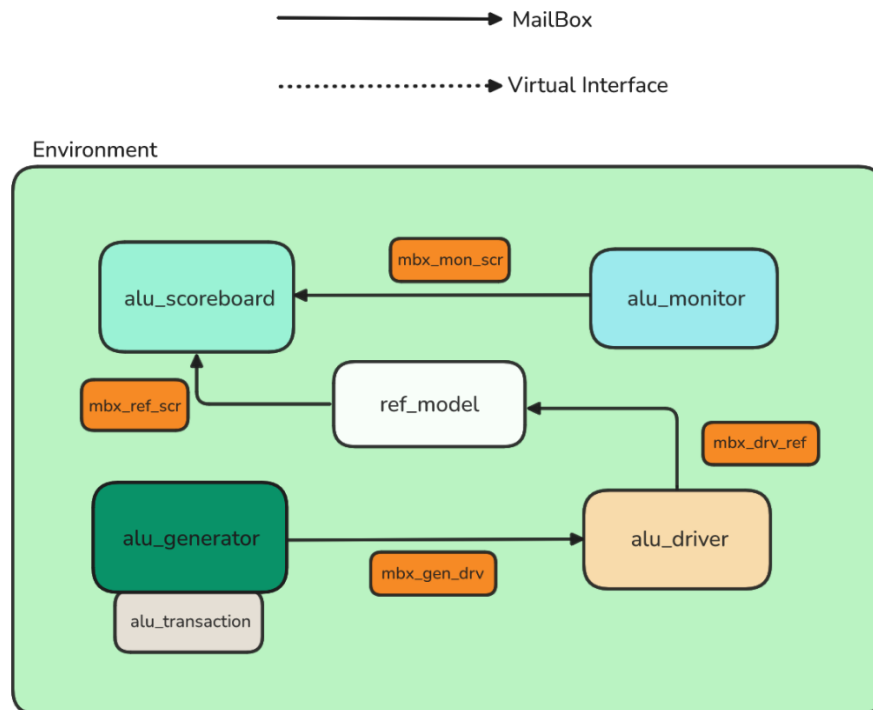 MailBox
Virtual Interface
Environment
mbx_mon_scr
alu_scoreboard
alu_monitor
mbx_ref_scr
ref_model
mbx_drv_ref
alu_generator
alu_driver
mbx_gen_drv
alu_transaction